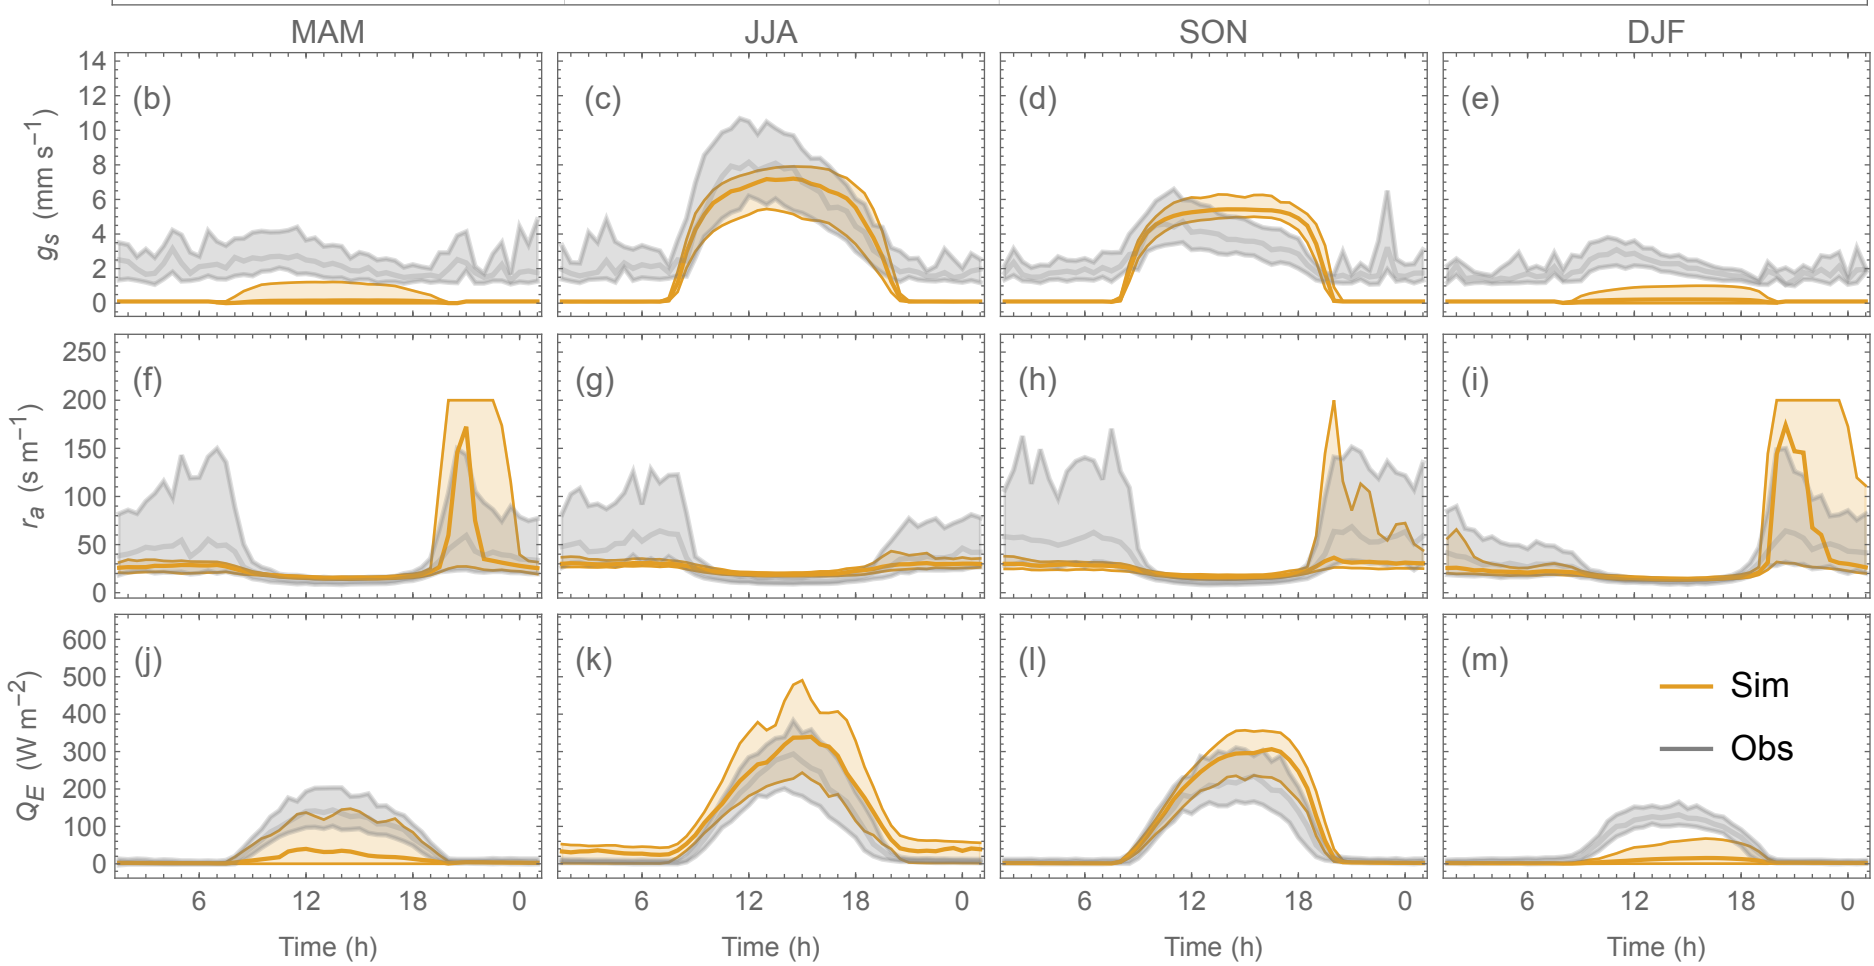 MAM JJA SON DJF
14
12
10
8
6
4
2
0
g_s (mm s⁻¹)
(b) (c) (d) (e)
250
200
150
100
50
0
r_a (s m⁻¹)
(f) (g) (h) (i)
600
500
400
300
200
100
0
Q_E (W m⁻²)
(j) (k) (l) (m)
Sim
Obs
6 12 18 0 6 12 18 0 6 12 18 0 6 12 18 0
Time (h) Time (h) Time (h) Time (h)